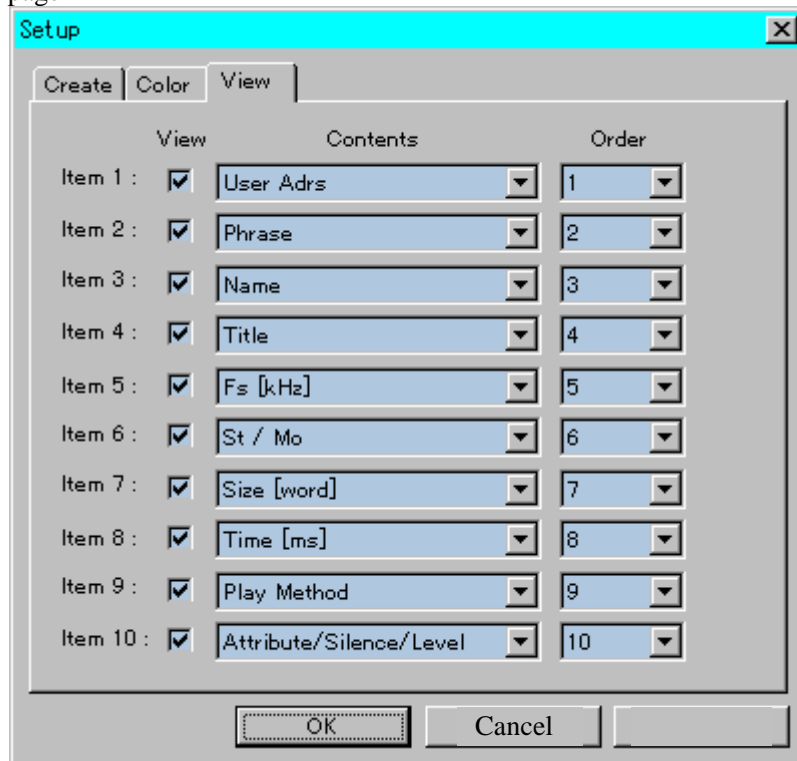 Setup
Create Color View
View Contents Order
Item 1 : User Adrs 1
Item 2 : Phrase 2
Item 3 : Name 3
Item 4 : Title 4
Item 5 : Fs [kHz] 5
Item 6 : St / Mo 6
Item 7 : Size [word] 7
Item 8 : Time [ms] 8
Item 9 : Play Method 9
Item 10 : Attribute/Silence/Level 10
OK Cancel